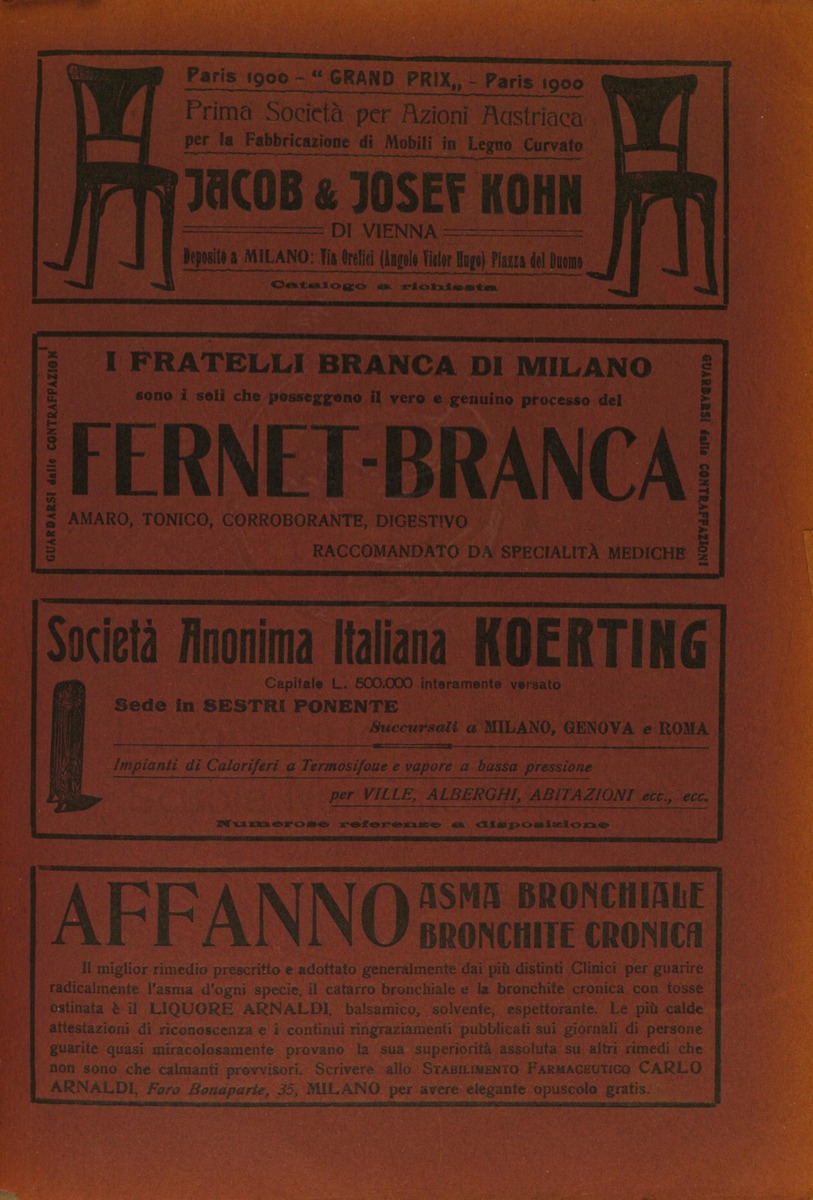 Paris 1900 - “ GRAND PRIX„ - Paris 1900
Prima Società per Azioni Austriaca
per la Fabbricazione di Mobili in Legno Curvato
JACOB & JOSEF KOHN
DI VIENNA
Deposito a MILANO: Via Orefici (Angolo Victor Hugo) Piazza del Duomo
Catalogo a richiesta
GUARDARSI dalle CONTRAFFAZIONI
I FRATELLI BRANCA DI MILANO
sono i soli che posseggono il vero e genuino processo del
FERNET-BRANCA
AMARO, TONICO, CORROBORANTE, DIGESTIVO
RACCOMANDATO DA SPECIALITÀ MEDICHE
GUARDARSI dalle CONTRAFFAZIONI
Società Anonima Italiana KOERTING
Capitale L. 500.000 interamente versato
Sede in SESTRI PONENTE
Succursali a MILANO, GENOVA e ROMA
Impianti di Caloriferi a Termosifoue e vapore a bassa pressione
per VILLE, ALBERGHI, ABITAZIONI ecc., ecc.
Numerose referenze a disposizione
AFFANNO ASMA BRONCHIALE
BRONCHITE CRONICA
Il miglior rimedio prescritto e adottato generalmente dai più distinti Clinici per guarire
radicalmente l'asma d'ogni specie, il catarro bronchiale e la bronchite cronica con tosse
ostinata è il LIQUORE ARNALDI, balsamico, solvente, espettorante. Le più calde
attestazioni di riconoscenza e i continui ringraziamenti pubblicati sui giornali di persone
guarite quasi miracolosamente provano la sua superiorità assoluta su altri rimedi che
non sono che calmanti provvisori. Scrivere allo STABILIMENTO FARMACEUTICO CARLO
ARNALDI, Foro Bonaparte, 35, MILANO per avere elegante opuscolo gratis.